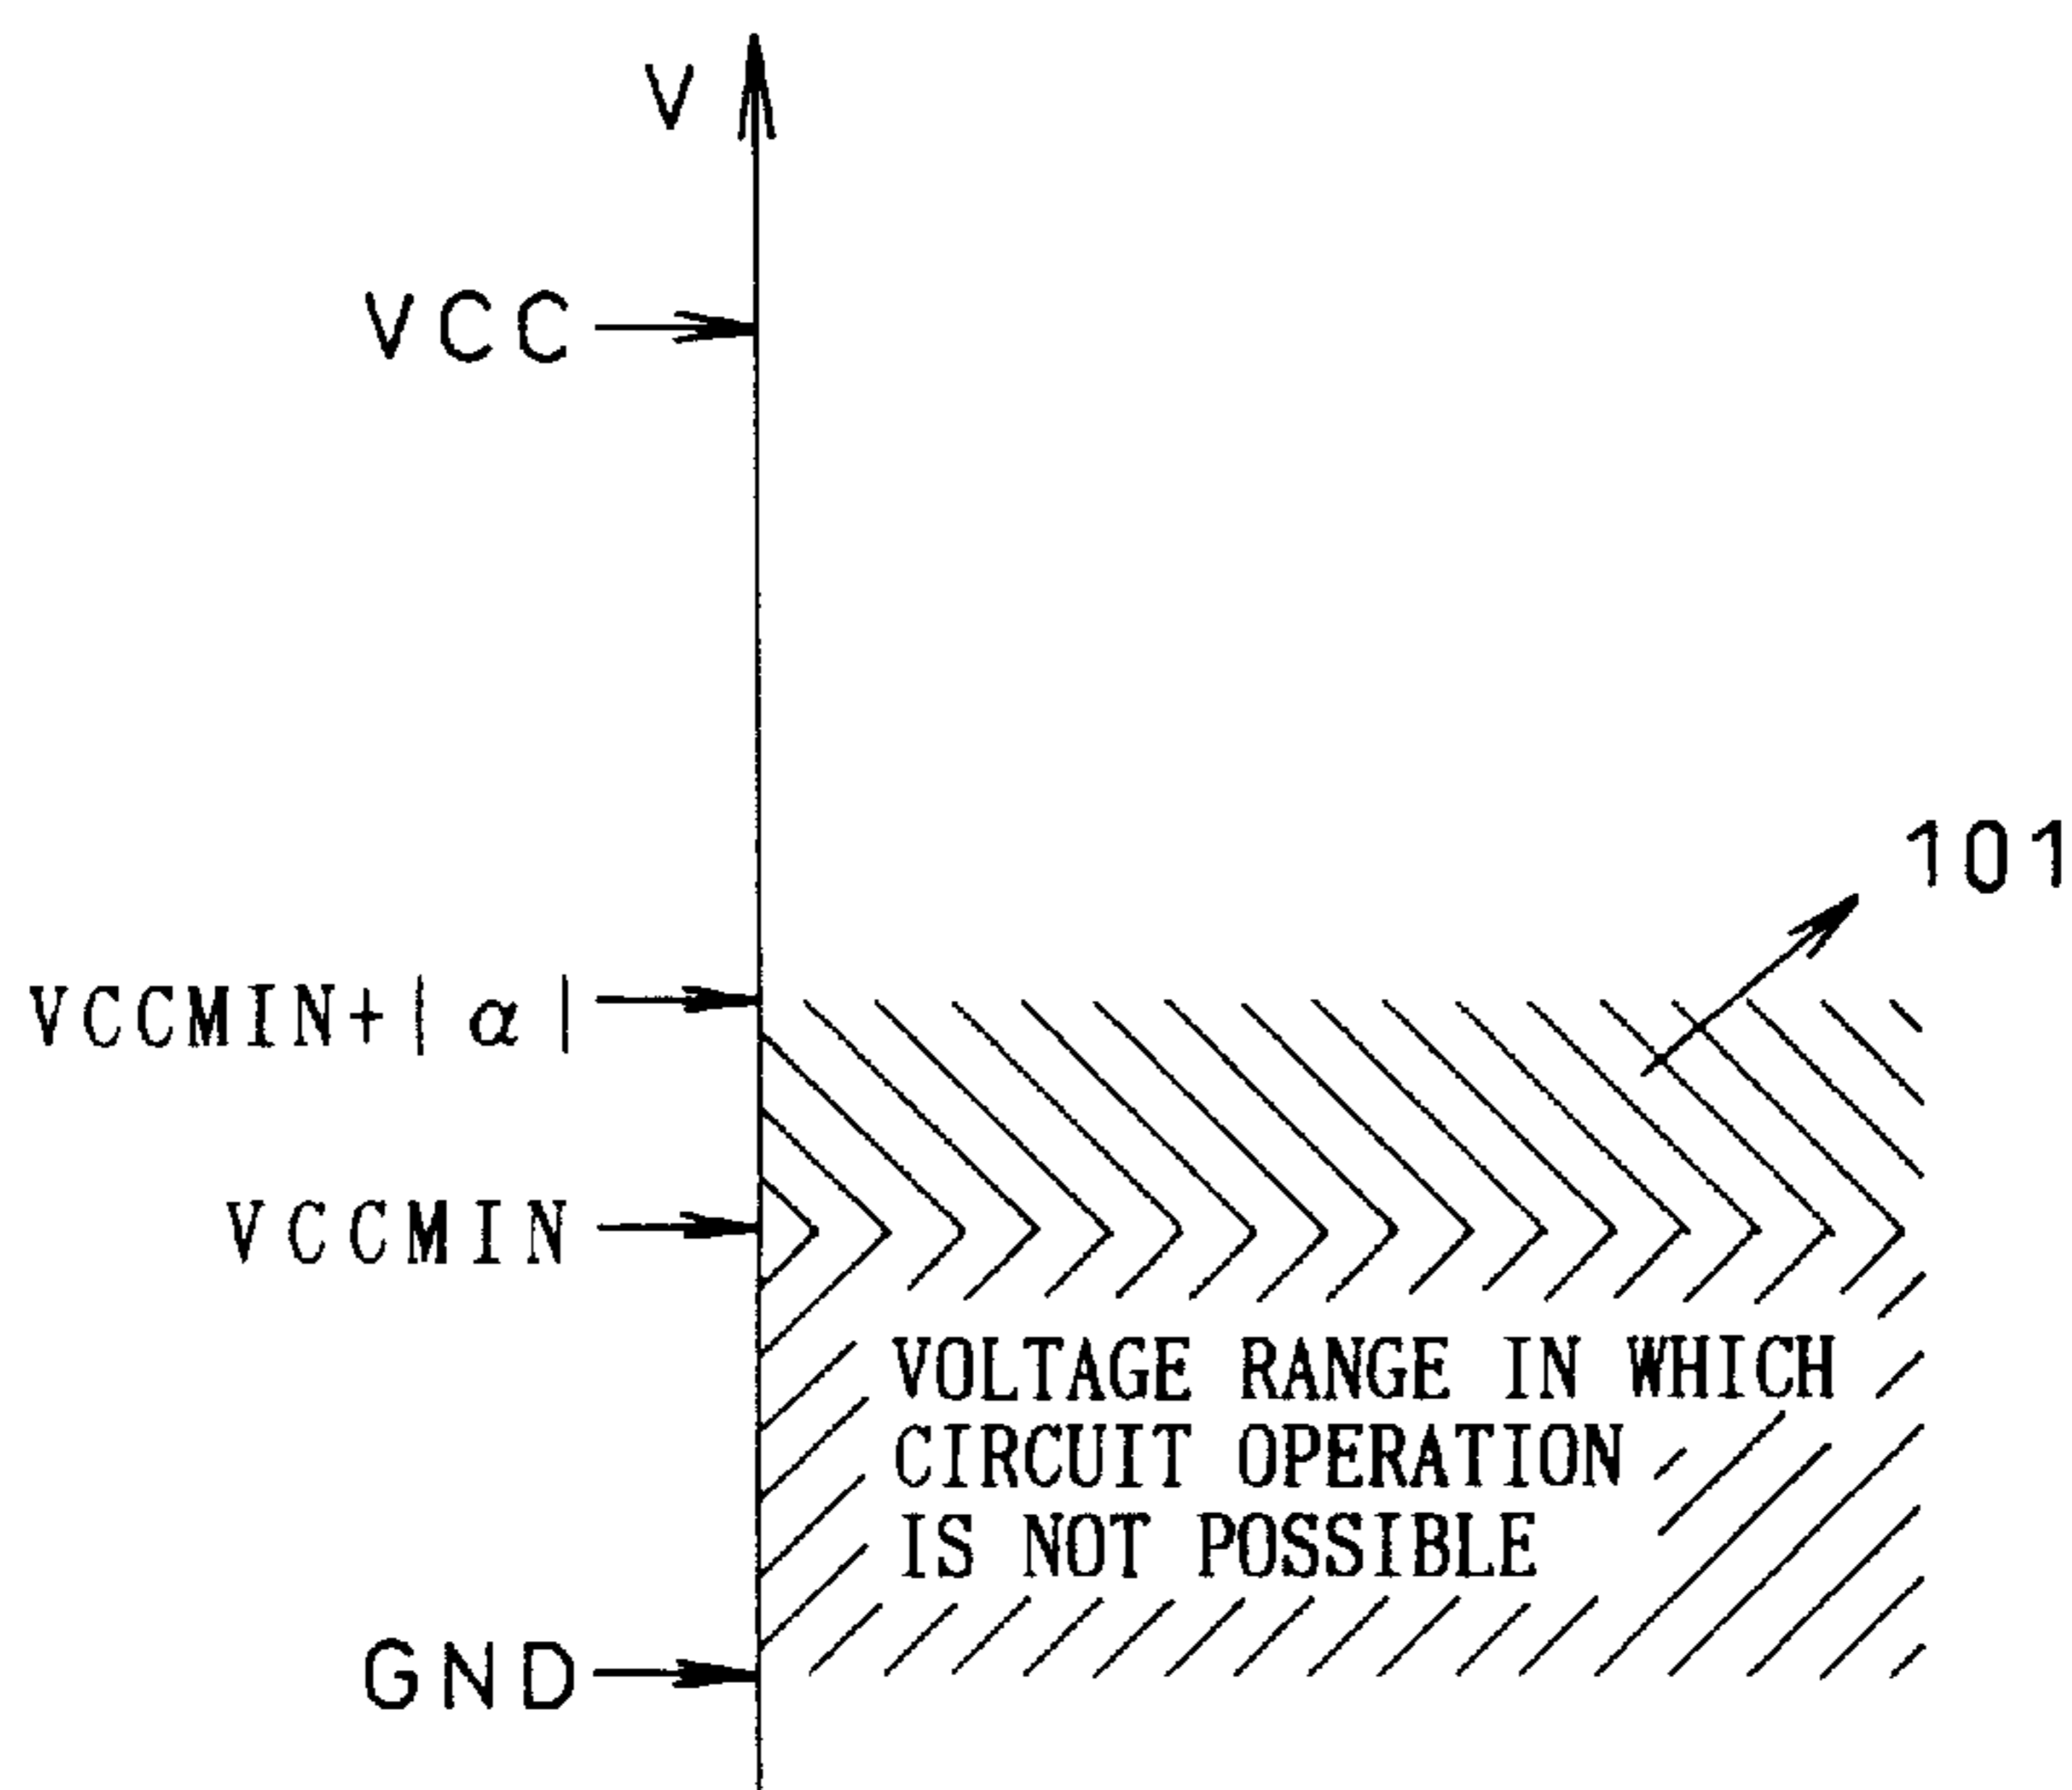 V
VCC
101
VCCMIN+|α|
VCCMIN
VOLTAGE RANGE IN WHICH
CIRCUIT OPERATION
IS NOT POSSIBLE
GND